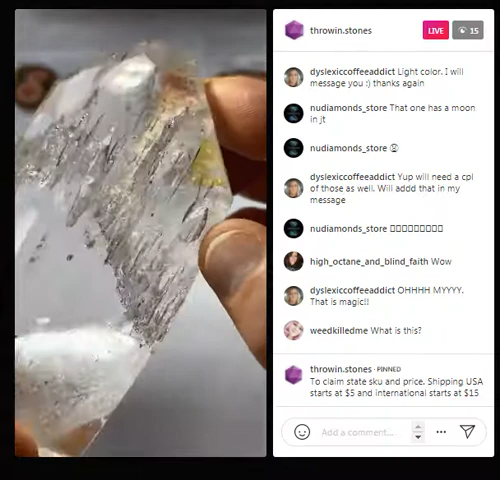 throwin.stones
LIVE
15
dyslexiccoffeeaddict Light color. I will
message you :) thanks again
nudiamonds_store That one has a moon
in jt
nudiamonds_store
dyslexiccoffeeaddict Yup will need a cpl
of those as well. Will addd that in my
message
nudiamonds_store
high_octane_and_blind_faith Wow
dyslexiccoffeeaddict OHHHH MYYYY.
That is magic!!
weedkilledme What is this?
throwin.stones · PINNED
To claim state sku and price. Shipping USA
starts at $5 and international starts at $15
Add a comment...